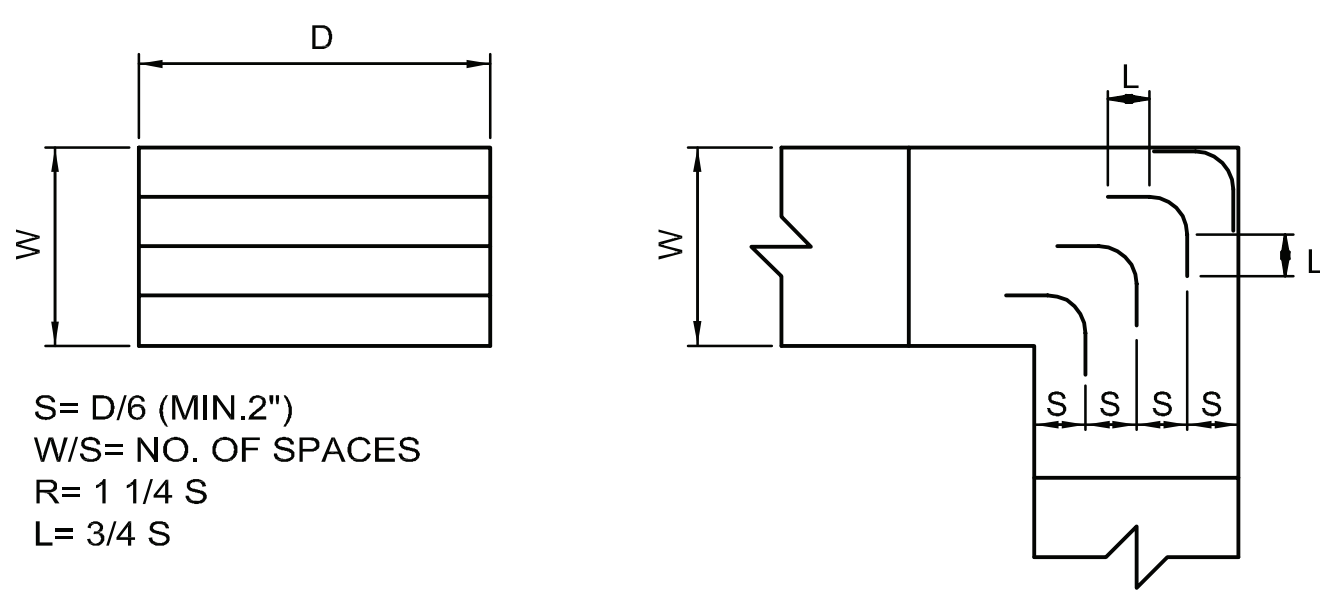 D
W
S= D/6 (MIN.2")
W/S= NO. OF SPACES
R= 1 1/4 S
L= 3/4 S
L
W
L
S S S S